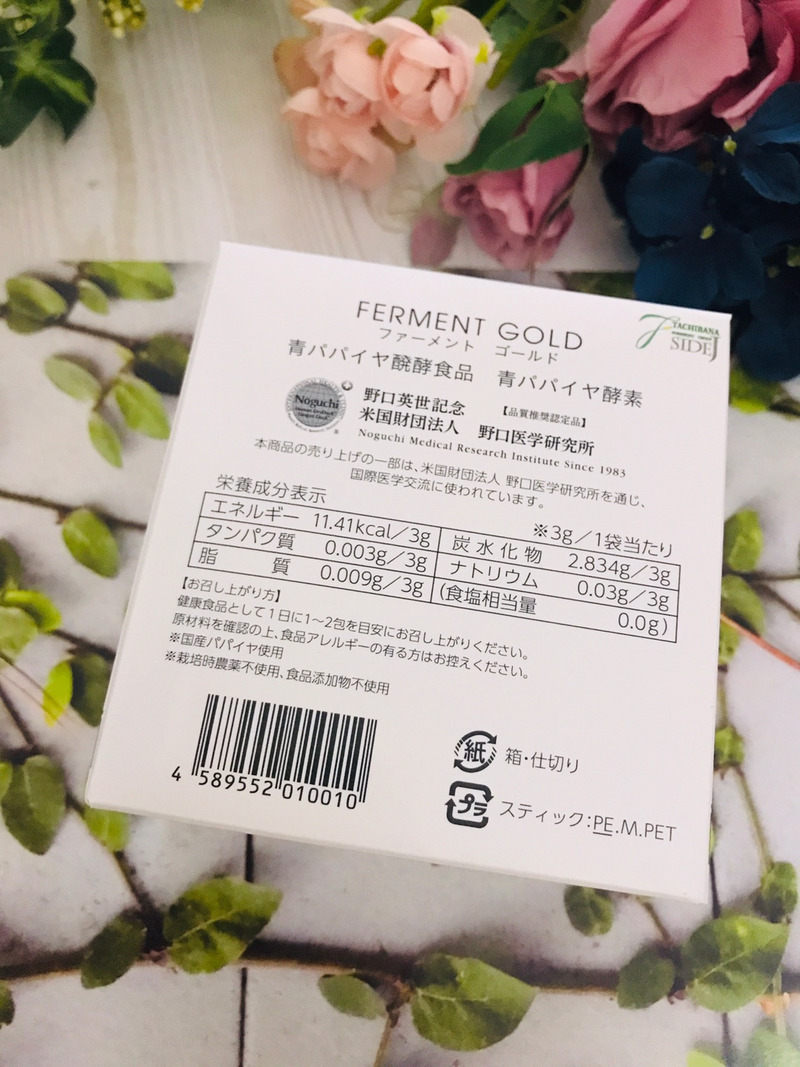 FERMENT GOLD
ファーメント ゴールド
TACHIBANA
SIDEJ
青パパイヤ醗酵食品 青パパイヤ酵素
Noguchi
野口英世記念 【品質推奨認定品】
米国財団法人 野口医学研究所
Noguchi Medical Research Institute Since 1983
本商品の売り上げの一部は、米国財団法人 野口医学研究所を通じ、
国際医学交流に使われています。
栄養成分表示 ※3g／1袋当たり
エネルギー 11.41kcal／3g 炭水化物 2.834g／3g
タンパク質 0.003g／3g ナトリウム 0.03g／3g
脂質 0.009g／3g (食塩相当量 0.0g)
【お召し上がり方】
健康食品として1日に1～2包を目安にお召し上がりください。
原材料を確認の上、食品アレルギーの有る方はお控えください。
※国産パパイヤ使用
※栽培時農薬不使用、食品添加物不使用
4 589552 010010
紙 箱・仕切り
プラ スティック:PE.M.PET